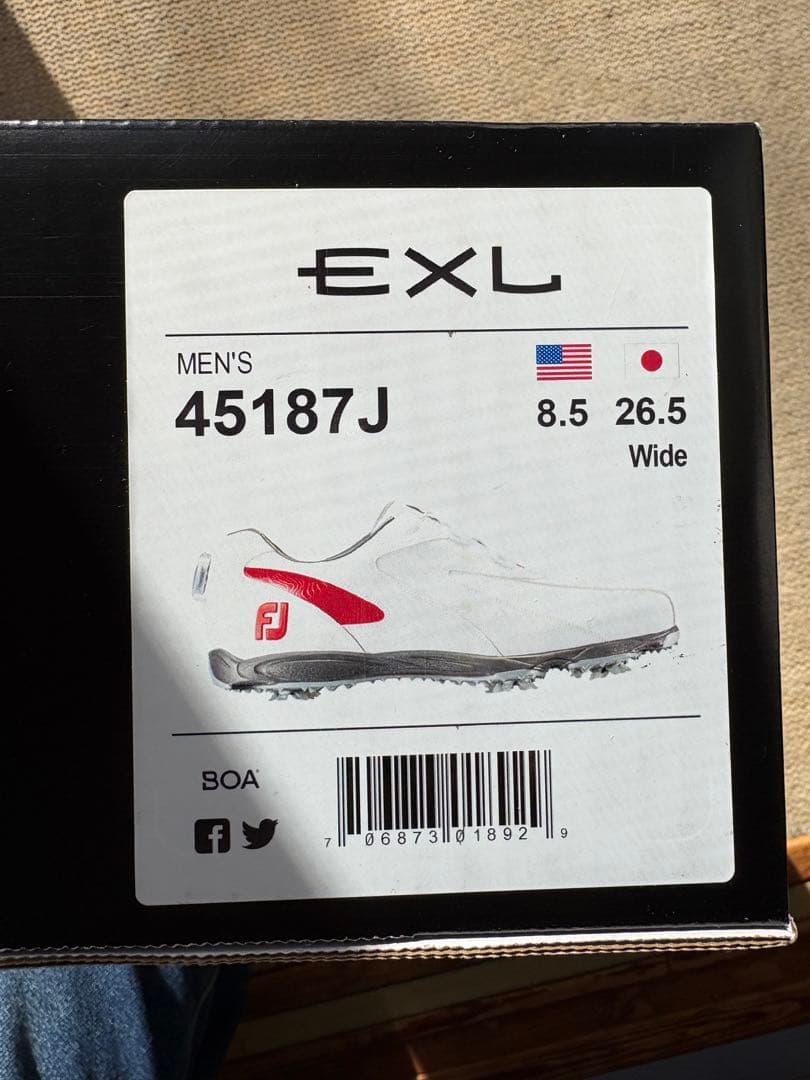 EXL
MEN'S
45187J
8.5 26.5
Wide
FJ
BOA
7 06873 01892 9